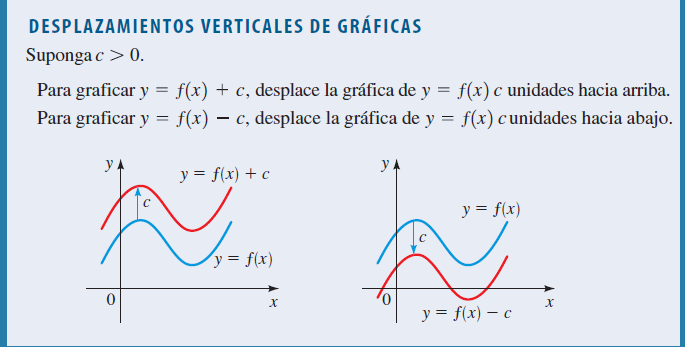 DESPLAZAMIENTOS VERTICALES DE GRÁFICAS
Suponga c > 0.
Para graficar y = f(x) + c, desplace la gráfica de y = f(x) c unidades hacia arriba.
Para graficar y = f(x) − c, desplace la gráfica de y = f(x) c unidades hacia abajo.
y
y = f(x) + c
c
y = f(x)
0
x
y
y = f(x)
c
0
x
y = f(x) − c